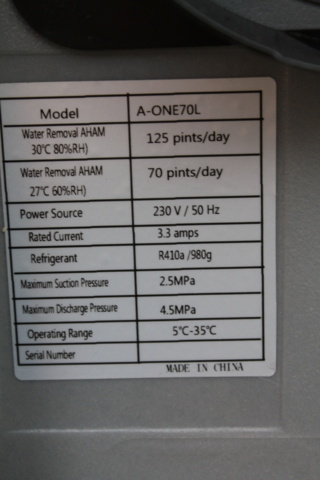 Model A-ONE70L
Water Removal AHAM 125 pints/day
30℃ 80%RH)
Water Removal AHAM 70 pints/day
27℃ 60%RH)
Power Source 230 V / 50 Hz
Rated Current 3.3 amps
Refrigerant R410a /980g
Maximum Suction Pressure 2.5MPa
Maximum Discharge Pressure 4.5MPa
Operating Range 5℃-35℃
Serial Number
MADE IN CHINA